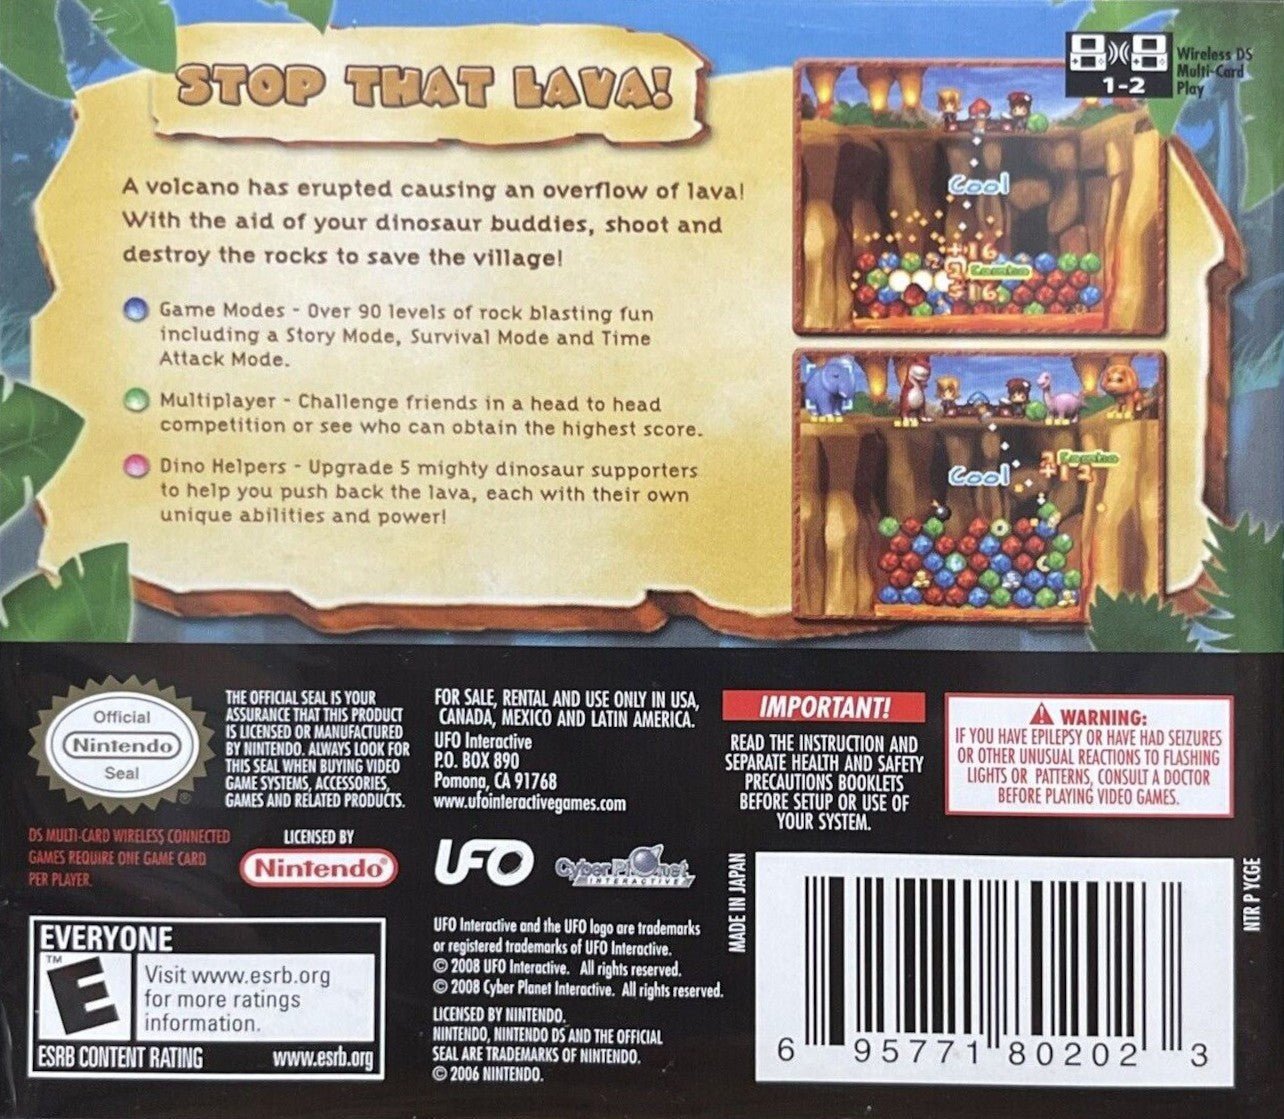 STOP THAT LAVA!
Wireless DS
Multi-Card
Play
1-2
A volcano has erupted causing an overflow of lava!
With the aid of your dinosaur buddies, shoot and
destroy the rocks to save the village!
Game Modes - Over 90 levels of rock blasting fun
including a Story Mode, Survival Mode and Time
Attack Mode.
Multiplayer - Challenge friends in a head to head
competition or see who can obtain the highest score.
Dino Helpers - Upgrade 5 mighty dinosaur supporters
to help you push back the lava, each with their own
unique abilities and power!
Cool
+16
2 Combo
+16
Cool
2 Combo
+12
Official
Nintendo
Seal
THE OFFICIAL SEAL IS YOUR
ASSURANCE THAT THIS PRODUCT
IS LICENSED OR MANUFACTURED
BY NINTENDO. ALWAYS LOOK FOR
THIS SEAL WHEN BUYING VIDEO
GAME SYSTEMS, ACCESSORIES,
GAMES AND RELATED PRODUCTS.
FOR SALE, RENTAL AND USE ONLY IN USA,
CANADA, MEXICO AND LATIN AMERICA.
UFO Interactive
P.O. BOX 890
Pomona, CA 91768
www.ufointeractivegames.com
IMPORTANT!
READ THE INSTRUCTION AND
SEPARATE HEALTH AND SAFETY
PRECAUTIONS BOOKLETS
BEFORE SETUP OR USE OF
YOUR SYSTEM.
WARNING:
IF YOU HAVE EPILEPSY OR HAVE HAD SEIZURES
OR OTHER UNUSUAL REACTIONS TO FLASHING
LIGHTS OR PATTERNS, CONSULT A DOCTOR
BEFORE PLAYING VIDEO GAMES.
DS MULTI-CARD WIRELESS CONNECTED
GAMES REQUIRE ONE GAME CARD
PER PLAYER.
LICENSED BY
Nintendo®
UFO
Cyber Planet
INTERACTIVE
EVERYONE
TM
E
Visit www.esrb.org
for more ratings
information.
ESRB CONTENT RATING www.esrb.org
UFO Interactive and the UFO logo are trademarks
or registered trademarks of UFO Interactive.
© 2008 UFO Interactive. All rights reserved.
© 2008 Cyber Planet Interactive. All rights reserved.
LICENSED BY NINTENDO.
NINTENDO, NINTENDO DS AND THE OFFICIAL
SEAL ARE TRADEMARKS OF NINTENDO.
© 2006 NINTENDO.
MADE IN JAPAN
6 95771 80202 3
NTR P YCGE